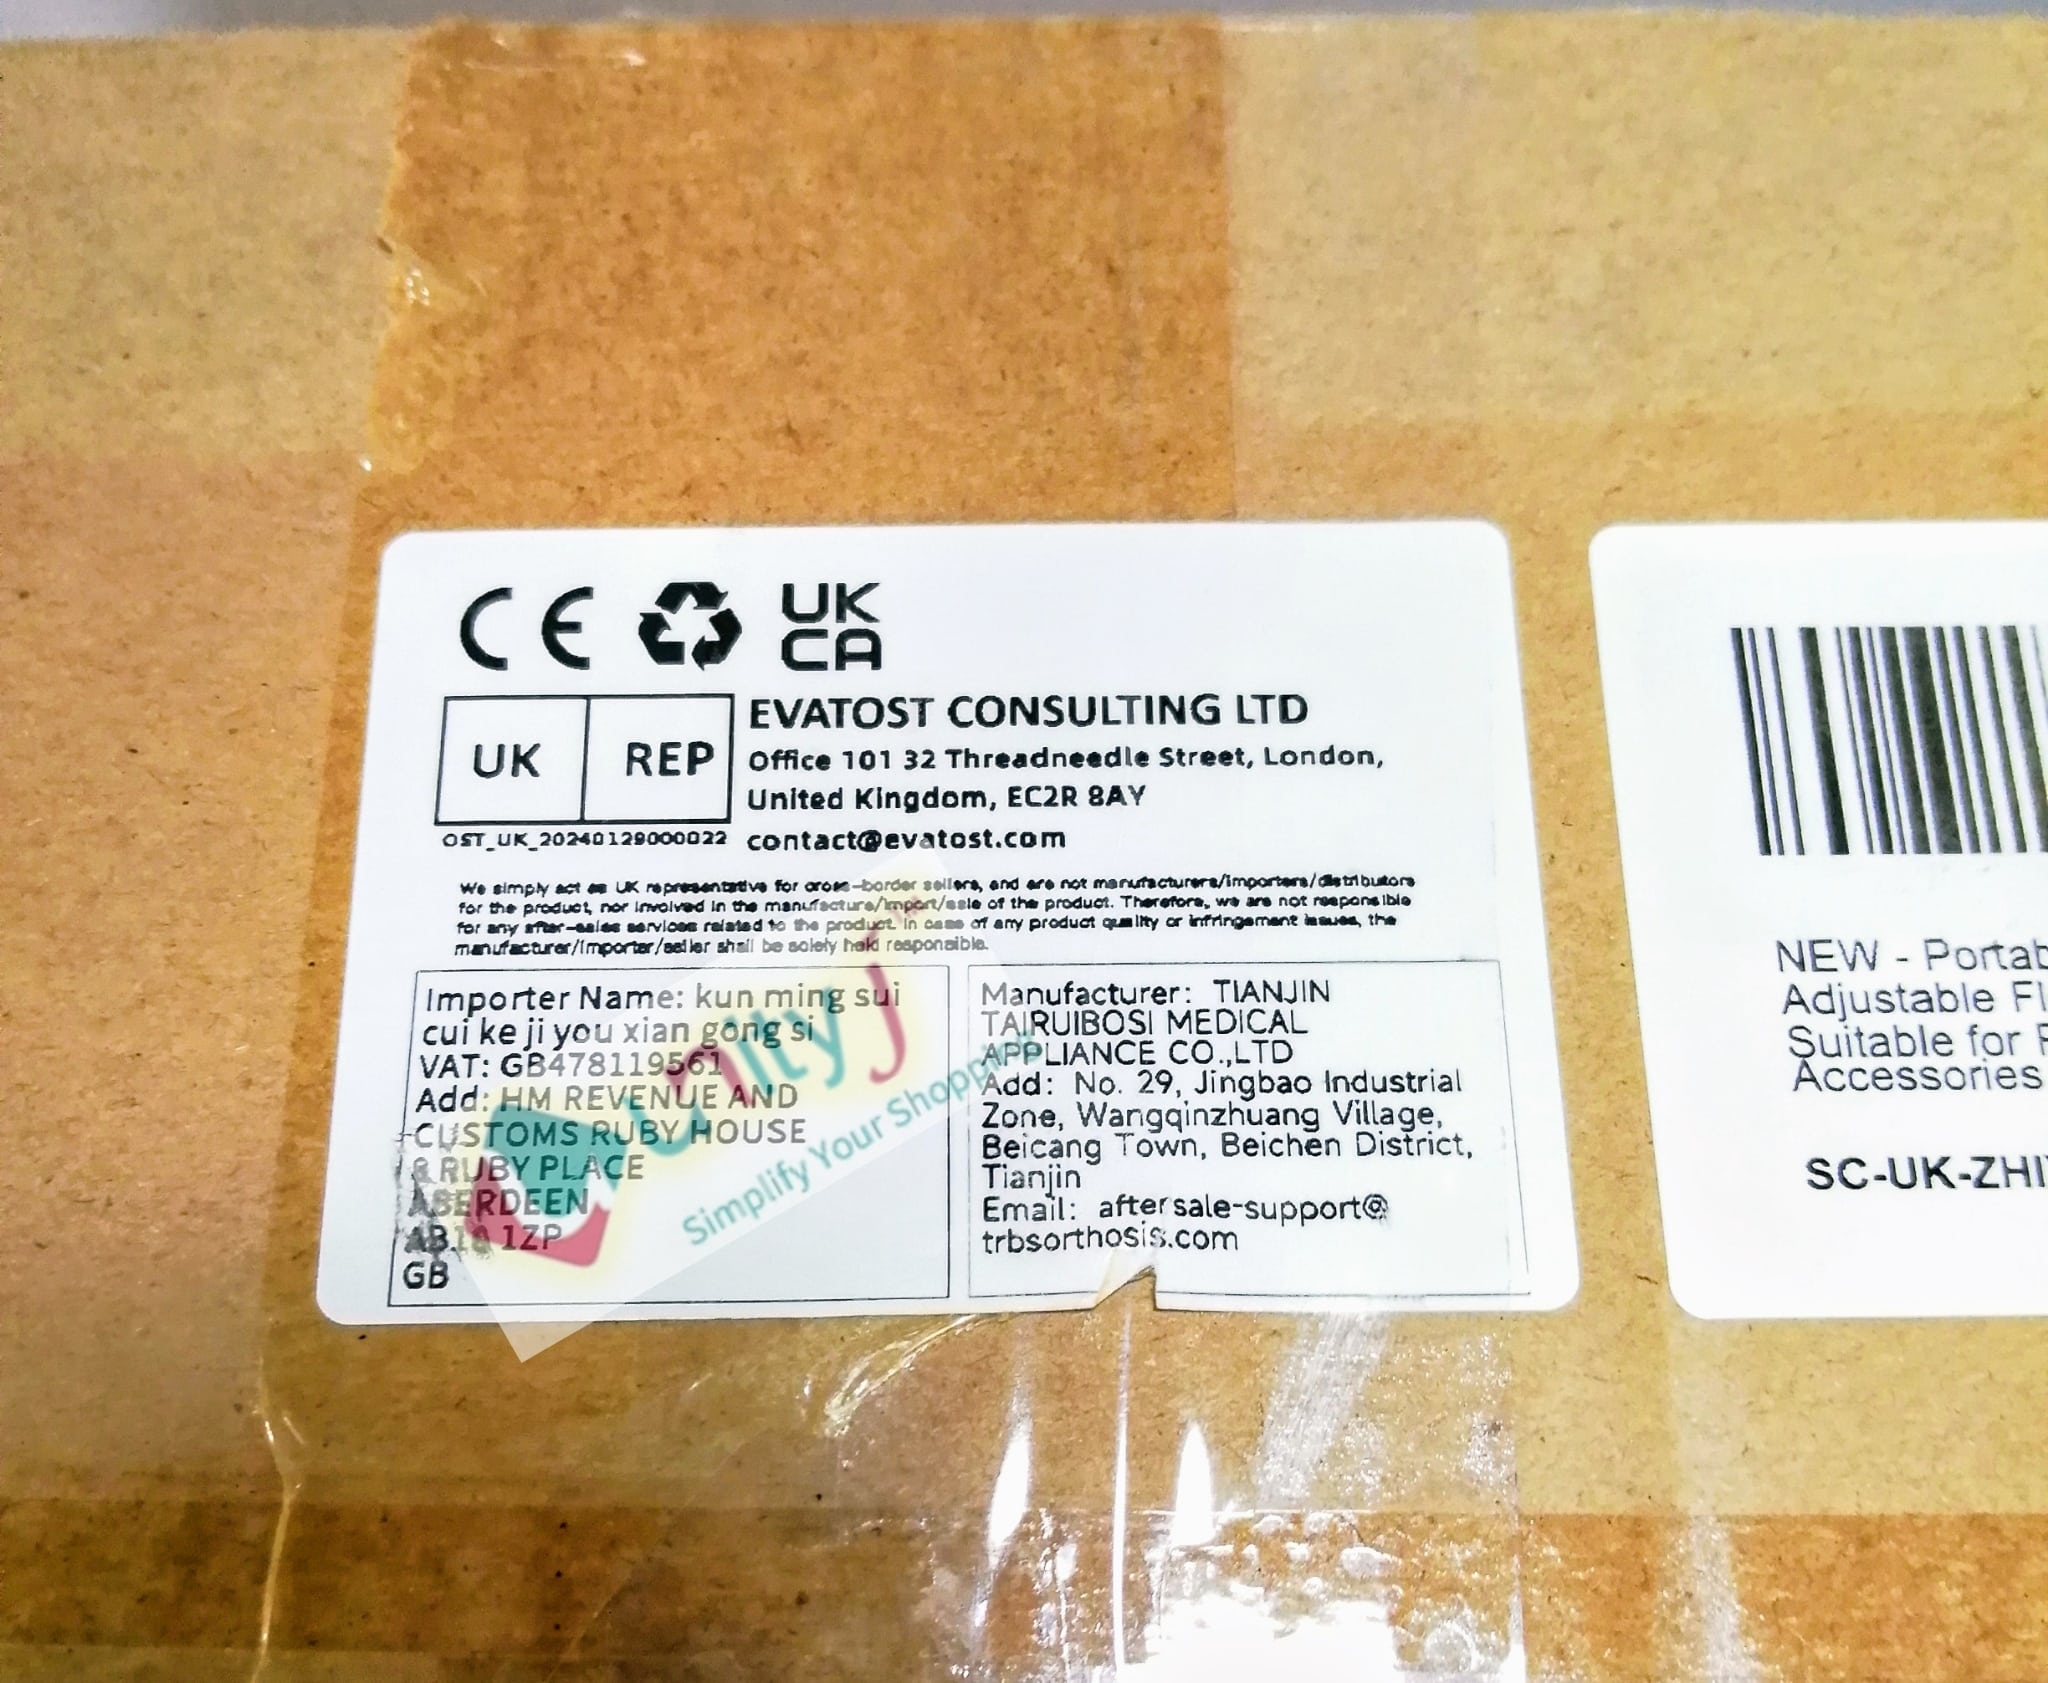 CE
UK
CA
UK REP
EVATOST CONSULTING LTD
Office 101 32 Threadneedle Street, London,
United Kingdom, EC2R 8AY
OST_UK_20240129000022
contact@evatost.com
We simply act as UK representative for cross-border sellers, and are not manufacturers/importers/distributors
for the product, nor involved in the manufacture/import/sale of the product. Therefore, we are not responsible
for any after-sales services related to the product. In case of any product quality or infringement issues, the
manufacturer/importer/seller shall be solely held responsible.
Importer Name: kun ming sui
cui ke ji you xian gong si
VAT: GB478119561
Add: HM REVENUE AND
CUSTOMS RUBY HOUSE
8 RUBY PLACE
ABERDEEN
AB10 1ZP
GB
Manufacturer: TIANJIN
TAIRUIBOSI MEDICAL
APPLIANCE CO.,LTD
Add: No. 29, Jingbao Industrial
Zone, Wangqinzhuang Village,
Beicang Town, Beichen District,
Tianjin
Email: aftersale-support@
trbsorthosis.com
unity j
Simplify Your Shopping
NEW - Portab
Adjustable Fl
Suitable for
Accessories
SC-UK-ZHI